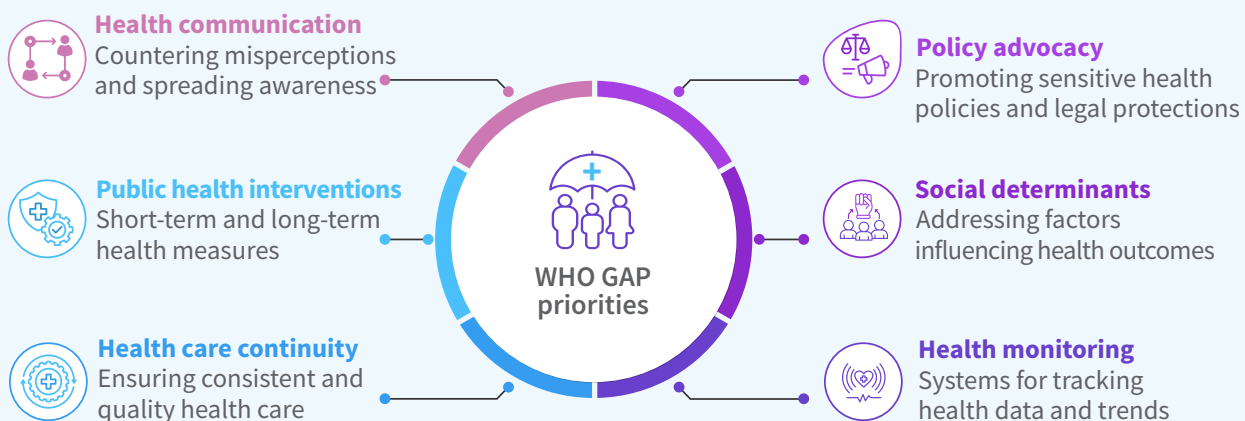 Health communication
Countering misperceptions
and spreading awareness
Public health interventions
Short-term and long-term
health measures
Health care continuity
Ensuring consistent and
quality health care
WHO GAP
priorities
Policy advocacy
Promoting sensitive health
policies and legal protections
Social determinants
Addressing factors
influencing health outcomes
Health monitoring
Systems for tracking
health data and trends